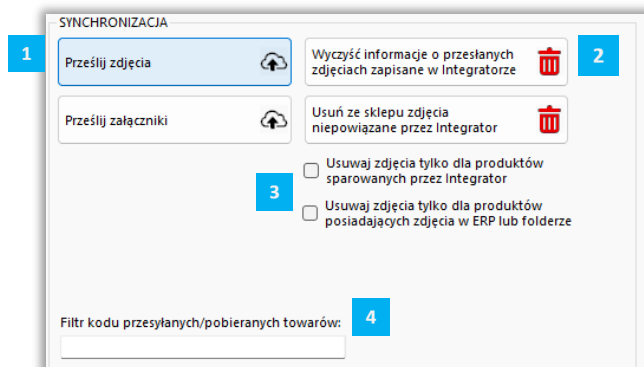 SYNCHRONIZACJA
1
Prześlij zdjęcia
Wyczyść informacje o przesłanych
zdjęciach zapisane w Integratorze
2
Prześlij załączniki
Usuń ze sklepu zdjęcia
niepowiązane przez Integrator
3
Usuwaj zdjęcia tylko dla produktów
sparowanych przez Integrator
Usuwaj zdjęcia tylko dla produktów
posiadających zdjęcia w ERP lub folderze
Filtr kodu przesyłanych/pobieranych towarów:
4